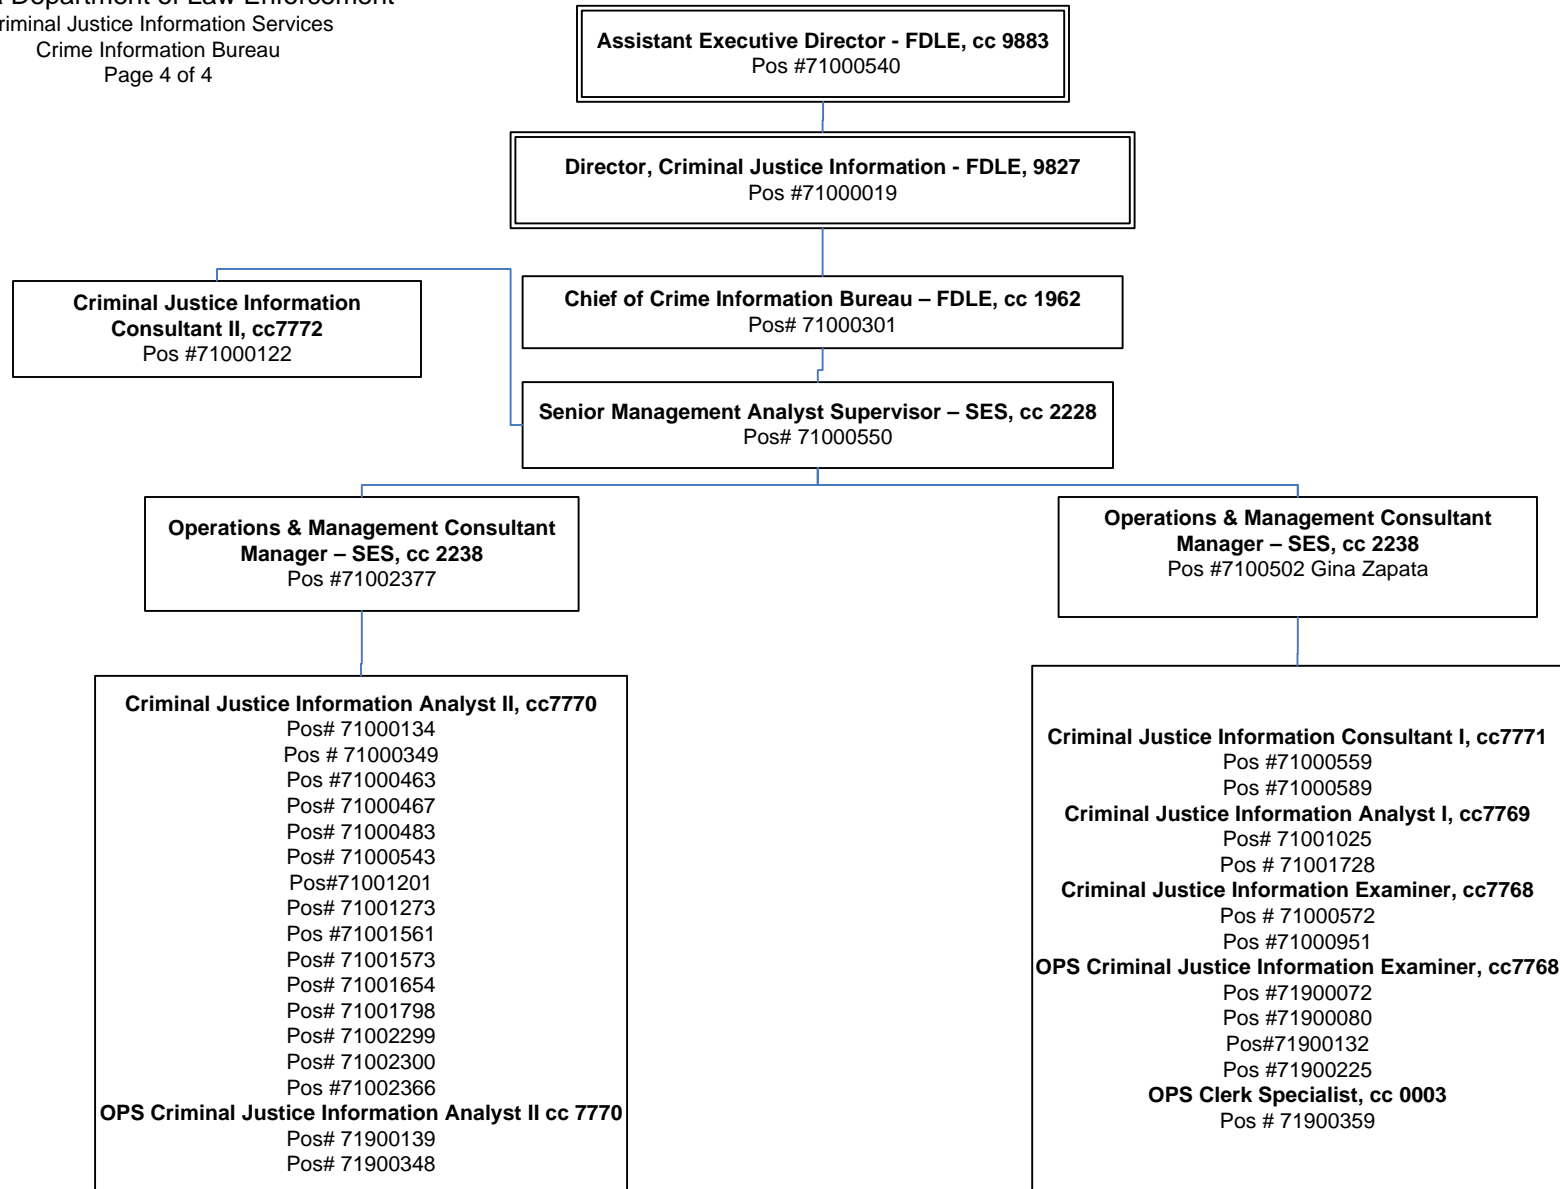 Department of Law Enforcement
riminal Justice Information Services
Crime Information Bureau
Page 4 of 4
Assistant Executive Director - FDLE, cc 9883
Pos #71000540
Director, Criminal Justice Information - FDLE, 9827
Pos #71000019
Criminal Justice Information
Consultant II, cc7772
Pos #71000122
Chief of Crime Information Bureau – FDLE, cc 1962
Pos# 71000301
Senior Management Analyst Supervisor – SES, cc 2228
Pos# 71000550
Operations & Management Consultant
Manager – SES, cc 2238
Pos #71002377
Operations & Management Consultant
Manager – SES, cc 2238
Pos #7100502 Gina Zapata
Criminal Justice Information Analyst II, cc7770
Pos# 71000134
Pos # 71000349
Pos #71000463
Pos# 71000467
Pos# 71000483
Pos# 71000543
Pos#71001201
Pos# 71001273
Pos #71001561
Pos# 71001573
Pos# 71001654
Pos# 71001798
Pos# 71002299
Pos# 71002300
Pos #71002366
OPS Criminal Justice Information Analyst II cc 7770
Pos# 71900139
Pos# 71900348
Criminal Justice Information Consultant I, cc7771
Pos #71000559
Pos #71000589
Criminal Justice Information Analyst I, cc7769
Pos# 71001025
Pos # 71001728
Criminal Justice Information Examiner, cc7768
Pos # 71000572
Pos #71000951
OPS Criminal Justice Information Examiner, cc7768
Pos #71900072
Pos #71900080
Pos#71900132
Pos #71900225
OPS Clerk Specialist, cc 0003
Pos # 71900359